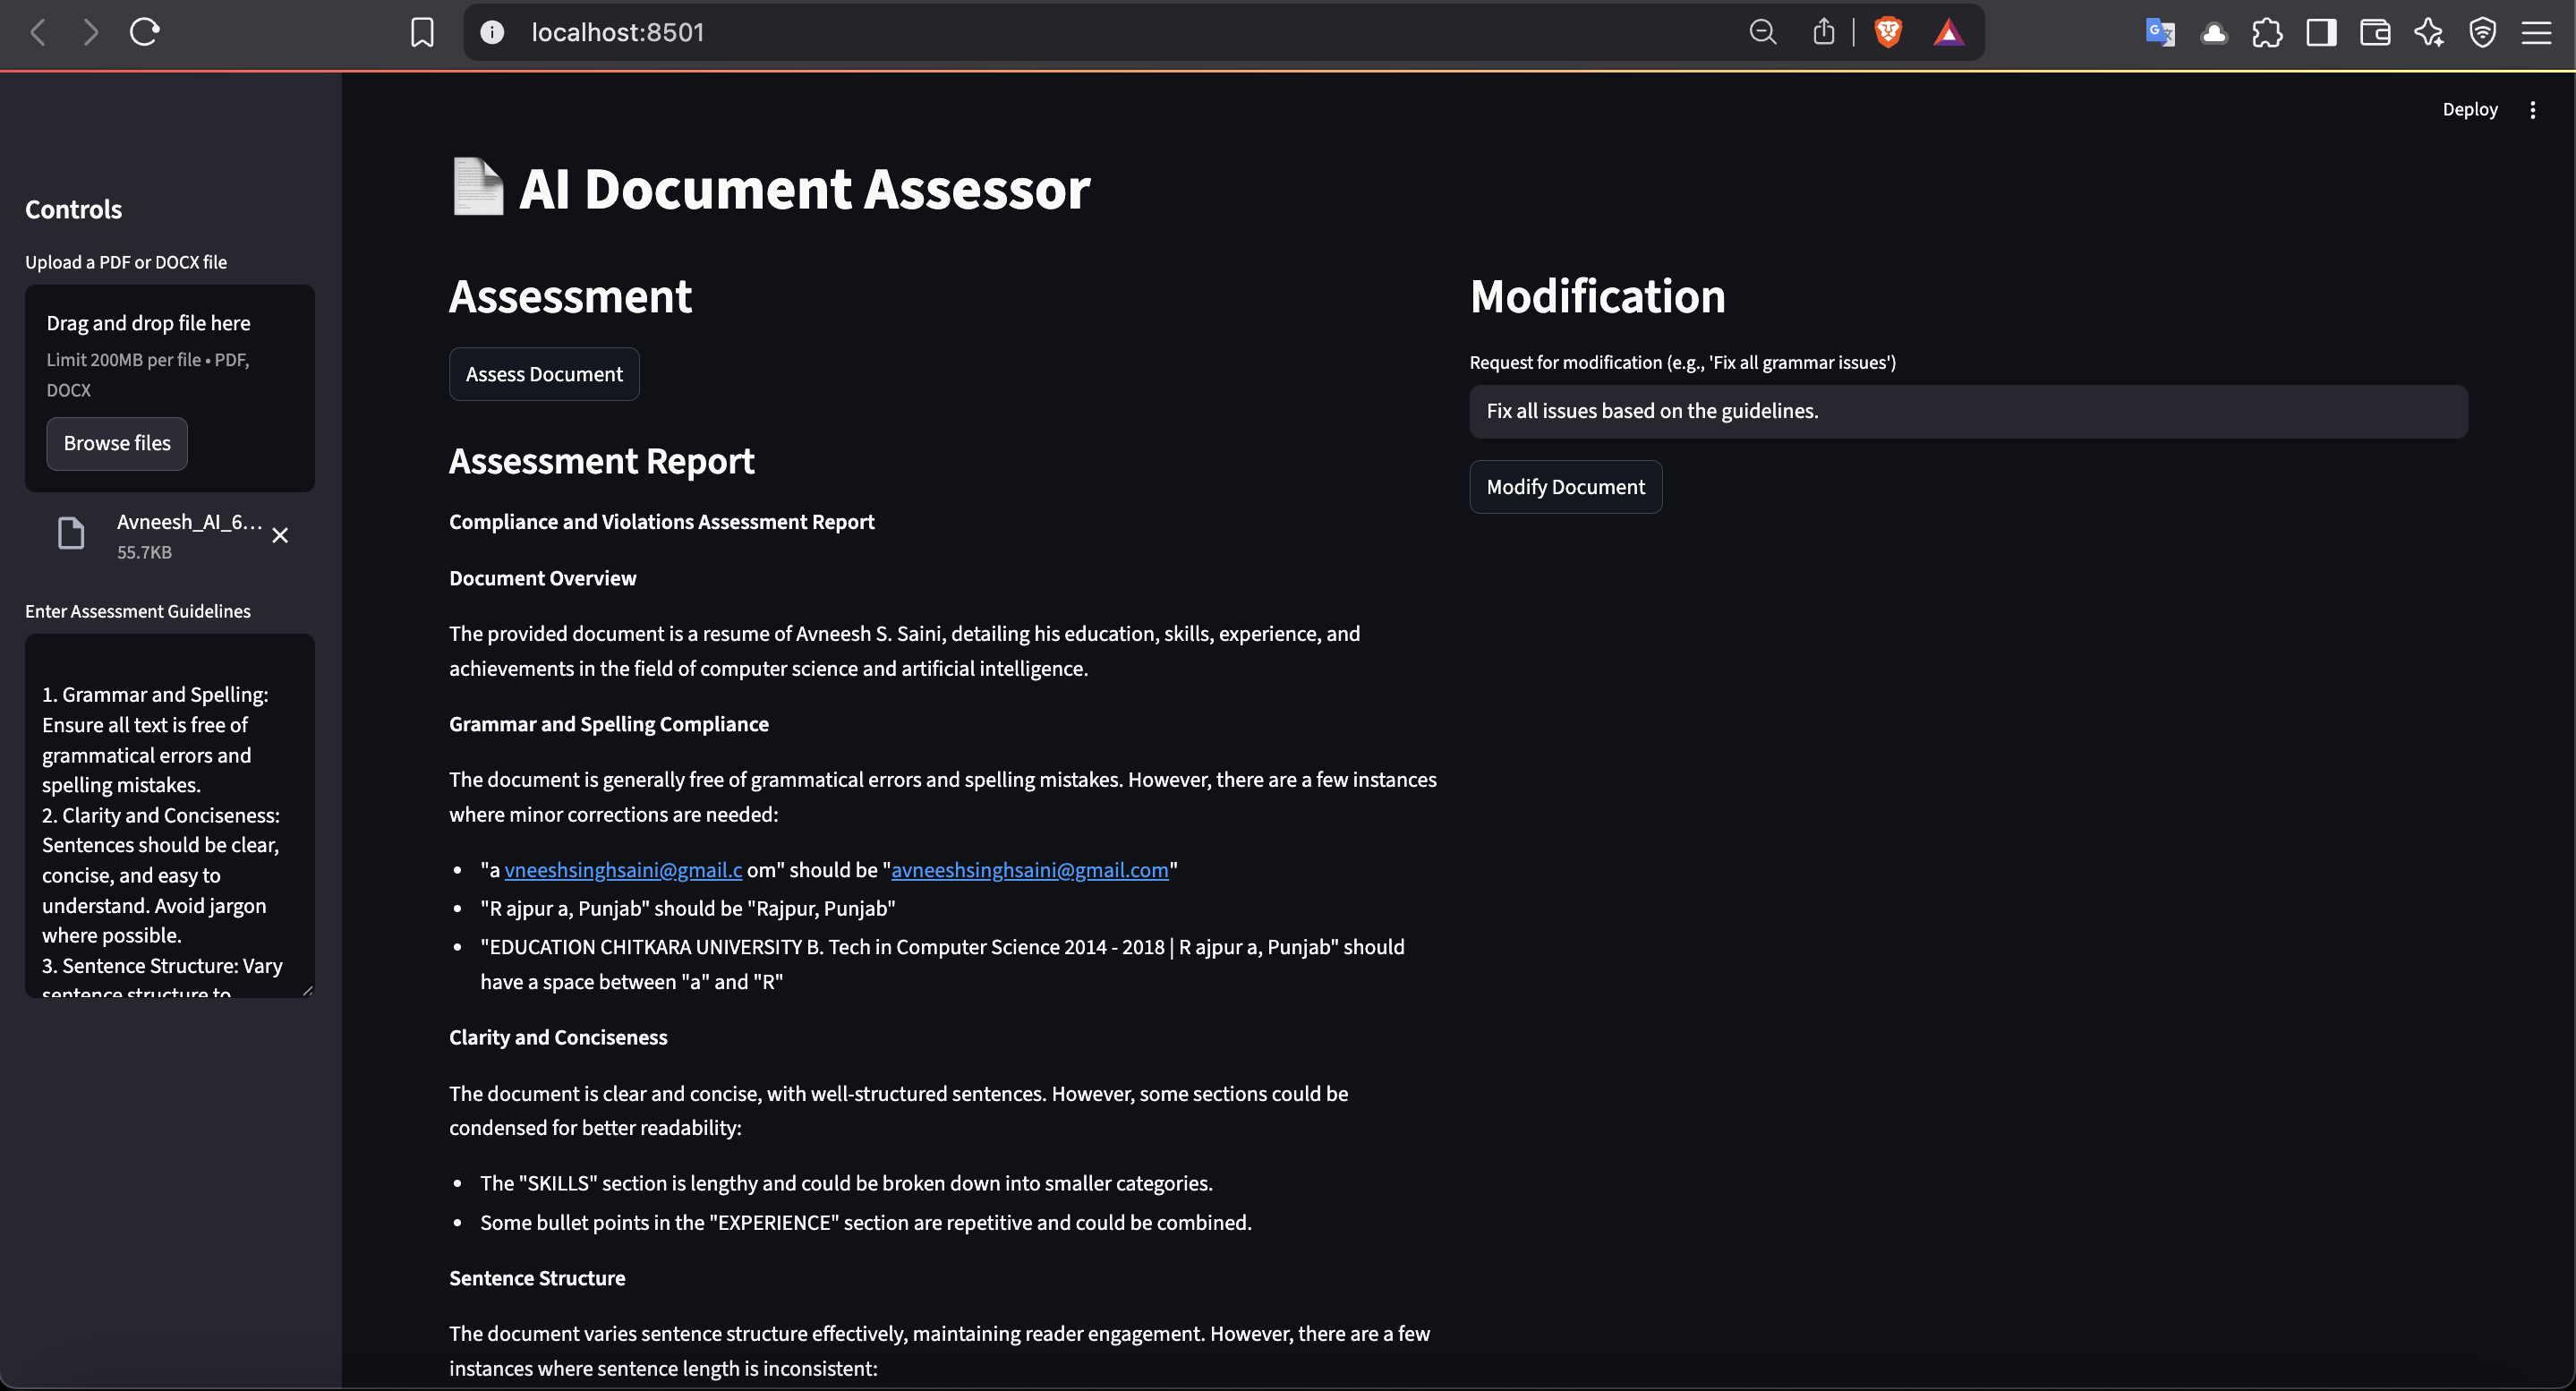 localhost:8501
Deploy
Controls
Upload a PDF or DOCX file
Drag and drop file here
Limit 200MB per file • PDF,
DOCX
Browse files
Avneesh_AI_6...
55.7KB
Enter Assessment Guidelines
1. Grammar and Spelling:
Ensure all text is free of
grammatical errors and
spelling mistakes.
2. Clarity and Conciseness:
Sentences should be clear,
concise, and easy to
understand. Avoid jargon
where possible.
3. Sentence Structure: Vary
sentence structure to
AI Document Assessor
Assessment
Assess Document
Assessment Report
Compliance and Violations Assessment Report
Document Overview
The provided document is a resume of Avneesh S. Saini, detailing his education, skills, experience, and
achievements in the field of computer science and artificial intelligence.
Grammar and Spelling Compliance
The document is generally free of grammatical errors and spelling mistakes. However, there are a few instances
where minor corrections are needed:
• "a vneeshsinghsaini@gmail.c om" should be "avneeshsinghsaini@gmail.com"
• "R ajpur a, Punjab" should be "Rajpur, Punjab"
• "EDUCATION CHITKARA UNIVERSITY B. Tech in Computer Science 2014 - 2018 | R ajpur a, Punjab" should
have a space between "a" and "R"
Clarity and Conciseness
The document is clear and concise, with well-structured sentences. However, some sections could be
condensed for better readability:
• The "SKILLS" section is lengthy and could be broken down into smaller categories.
• Some bullet points in the "EXPERIENCE" section are repetitive and could be combined.
Sentence Structure
The document varies sentence structure effectively, maintaining reader engagement. However, there are a few
instances where sentence length is inconsistent:
Modification
Request for modification (e.g., 'Fix all grammar issues')
Fix all issues based on the guidelines.
Modify Document